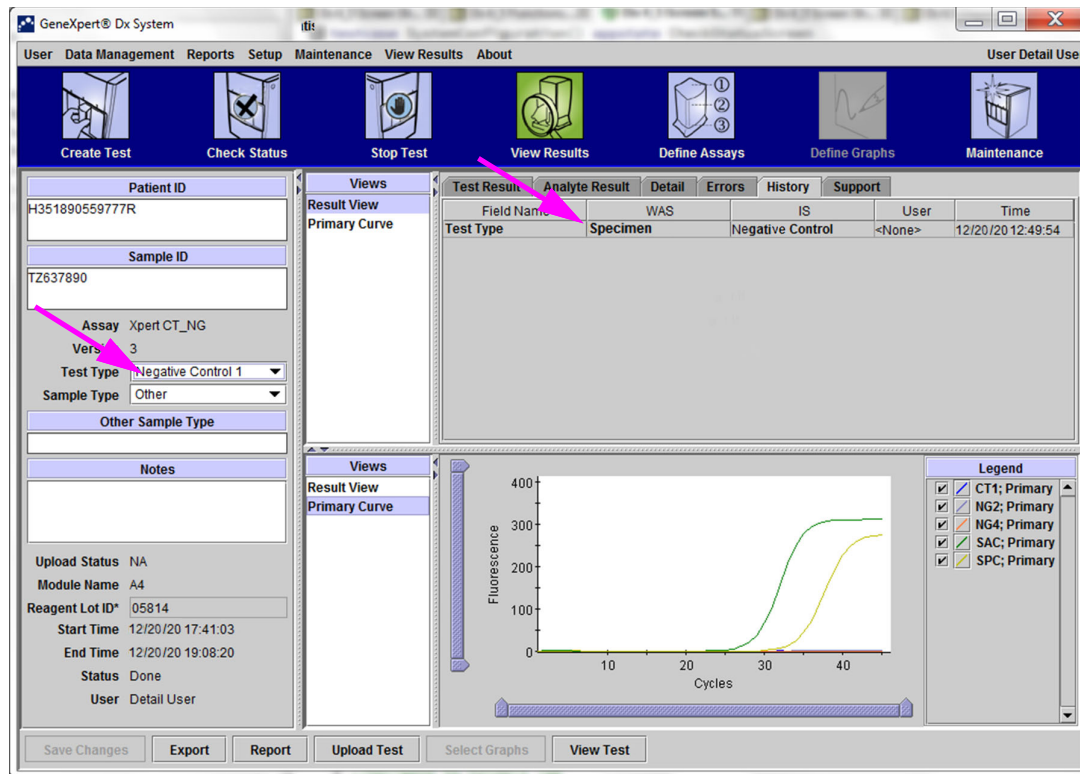 GeneXpert® Dx System
User Data Management Reports Setup Maintenance View Results About User Detail Use
Create Test Check Status Stop Test View Results Define Assays Define Graphs Maintenance
① ② ③
Patient ID
H351890559777R
Sample ID
TZ637890
Assay Xpert CT_NG
3
Test Type Negative Control 1
Sample Type Other
Other Sample Type
Notes
Upload Status NA
Module Name A4
Reagent Lot ID* 05814
Start Time 12/20/20 17:41:03
End Time 12/20/20 19:08:20
Status Done
User Detail User
Views
Result View
Primary Curve
Test Result Analyte Result Detail Errors History Support
Field Name WAS IS User Time
Test Type Specimen Negative Control <None> 12/20/20 12:49:54
Views
Result View
Primary Curve
Fluorescence
400
300
200
100
0
10 20 30 40
Cycles
Legend
CT1; Primary
NG2; Primary
NG4; Primary
SAC; Primary
SPC; Primary
Save Changes Export Report Upload Test Select Graphs View Test